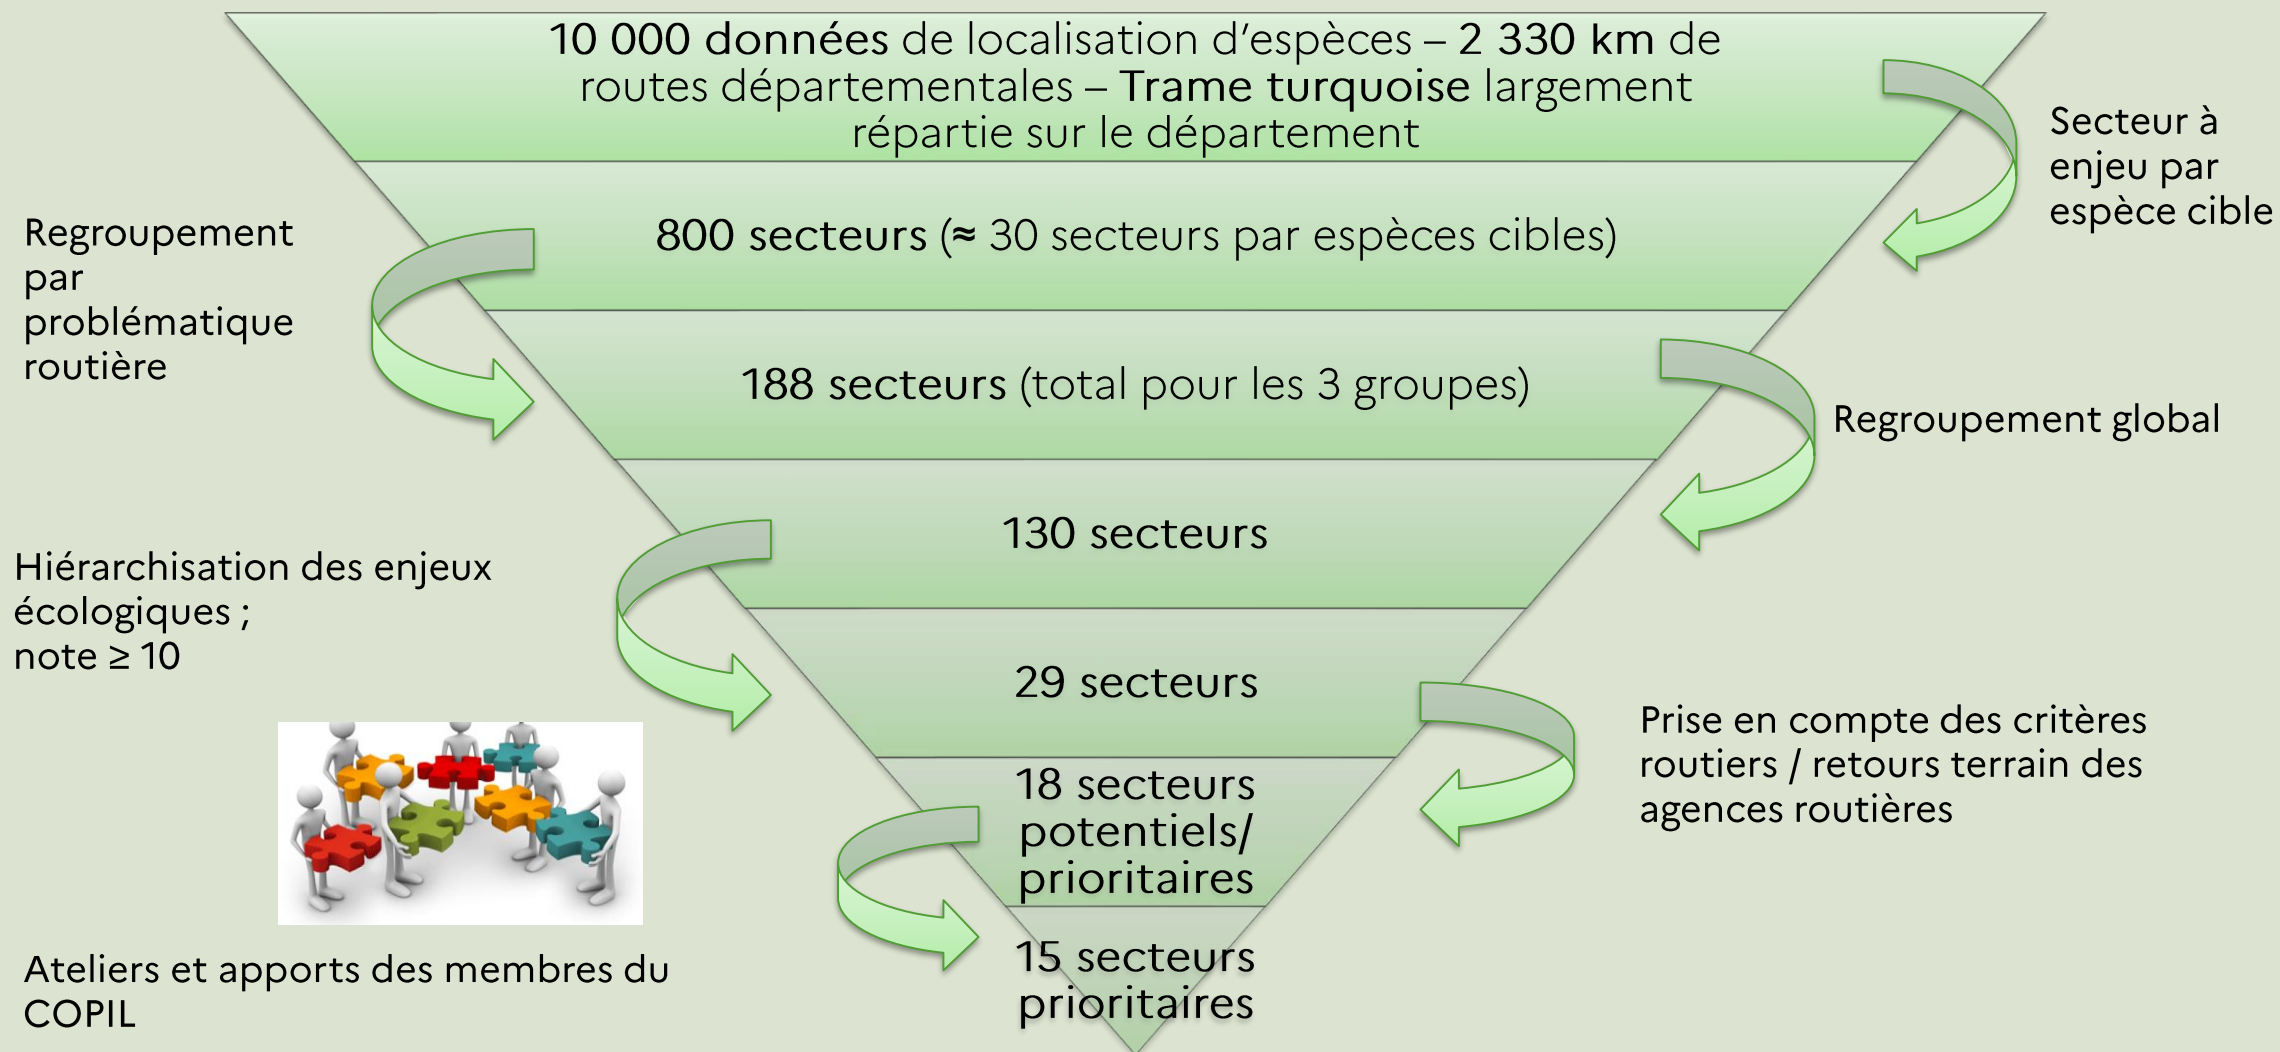 10 000 données de localisation d'espèces – 2 330 km de
routes départementales – Trame turquoise largement
répartie sur le département
Secteur à
enjeu par
espèce cible
800 secteurs (≈ 30 secteurs par espèces cibles)
Regroupement
par
problématique
routière
188 secteurs (total pour les 3 groupes)
Regroupement global
130 secteurs
Hiérarchisation des enjeux
écologiques ;
note ≥ 10
29 secteurs
Prise en compte des critères
routiers / retours terrain des
agences routières
18 secteurs
potentiels/
prioritaires
Ateliers et apports des membres du
COPIL
15 secteurs
prioritaires